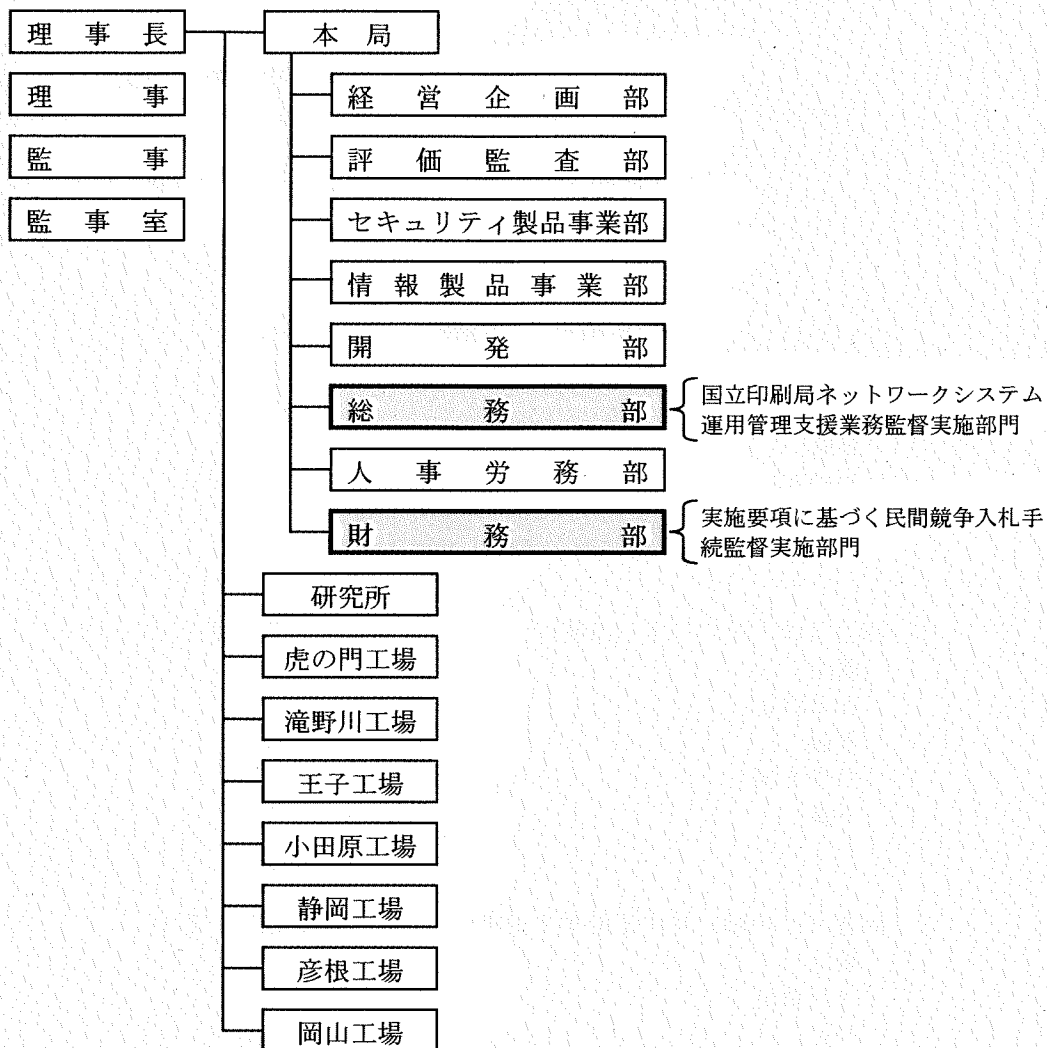 理事長
本局
理事
監事
監事室
経営企画部
評価監査部
セキュリティ製品事業部
情報製品事業部
開発部
総務部
国立印刷局ネットワークシステム
運用管理支援業務監督実施部門
人事労務部
財務部
実施要項に基づく民間競争入札手
続監督実施部門
研究所
虎の門工場
滝野川工場
王子工場
小田原工場
静岡工場
彦根工場
岡山工場